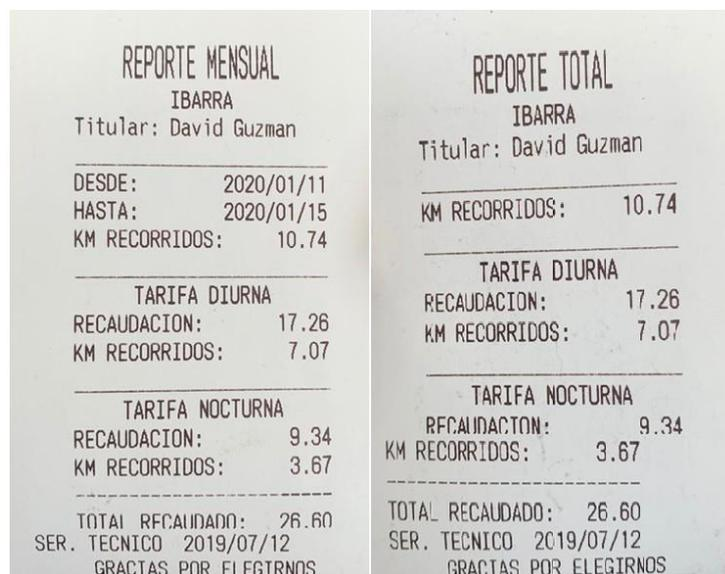 REPORTE MENSUAL
IBARRA
Titular: David Guzman
DESDE: 2020/01/11
HASTA: 2020/01/15
KM RECORRIDOS: 10.74
TARIFA DIURNA
RECAUDACION: 17.26
KM RECORRIDOS: 7.07
TARIFA NOCTURNA
RECAUDACION: 9.34
KM RECORRIDOS: 3.67
TOTAL RECAUDADO: 26.60
SER. TECNICO 2019/07/12
GRACIAS POR ELEGIRNOS
REPORTE TOTAL
IBARRA
Titular: David Guzman
KM RECORRIDOS: 10.74
TARIFA DIURNA
RECAUDACION: 17.26
KM RECORRIDOS: 7.07
TARIFA NOCTURNA
RECAUDACION: 9.34
KM RECORRIDOS: 3.67
TOTAL RECAUDADO: 26.60
SER. TECNICO 2019/07/12
GRACIAS POR ELEGIRNOS